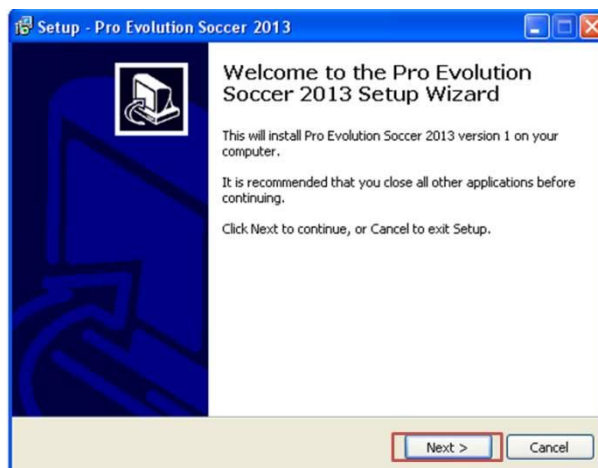 Setup - Pro Evolution Soccer 2013
Welcome to the Pro Evolution
Soccer 2013 Setup Wizard
This will install Pro Evolution Soccer 2013 version 1 on your
computer.
It is recommended that you close all other applications before
continuing.
Click Next to continue, or Cancel to exit Setup.
Next >
Cancel